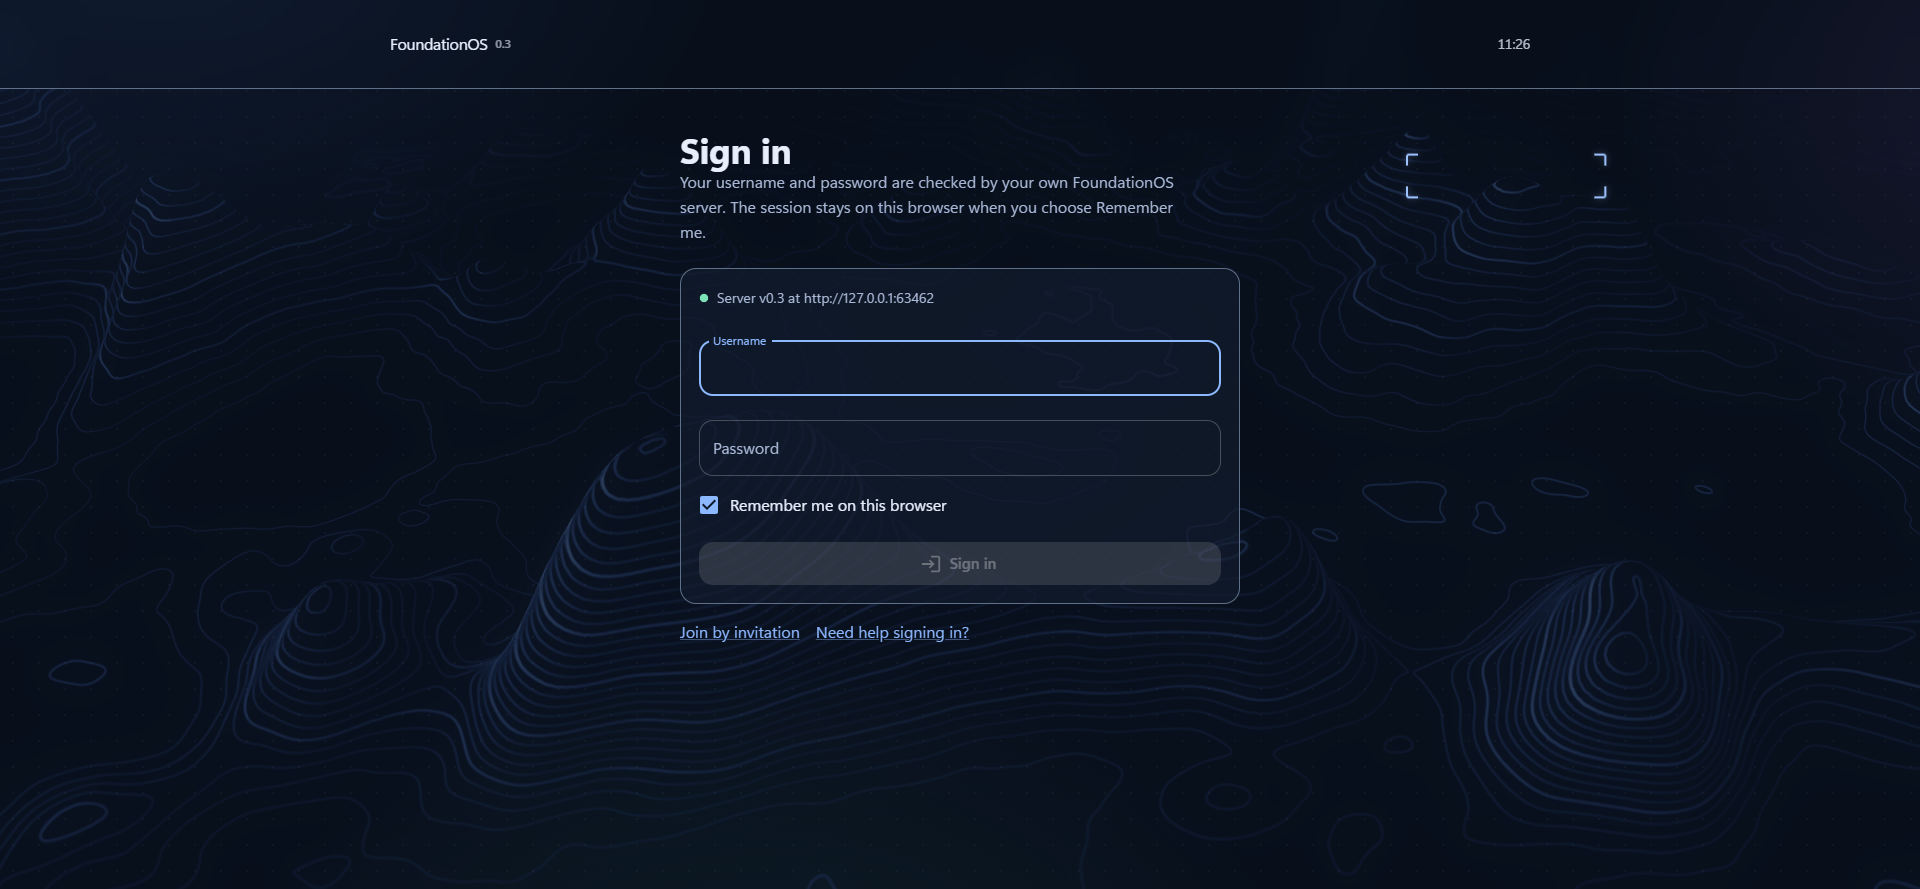 FoundationOS 0.3
11:26
Sign in
Your username and password are checked by your own FoundationOS
server. The session stays on this browser when you choose Remember
me.
Server v0.3 at http://127.0.0.1:63462
Username
Password
Remember me on this browser
Sign in
Join by invitation Need help signing in?